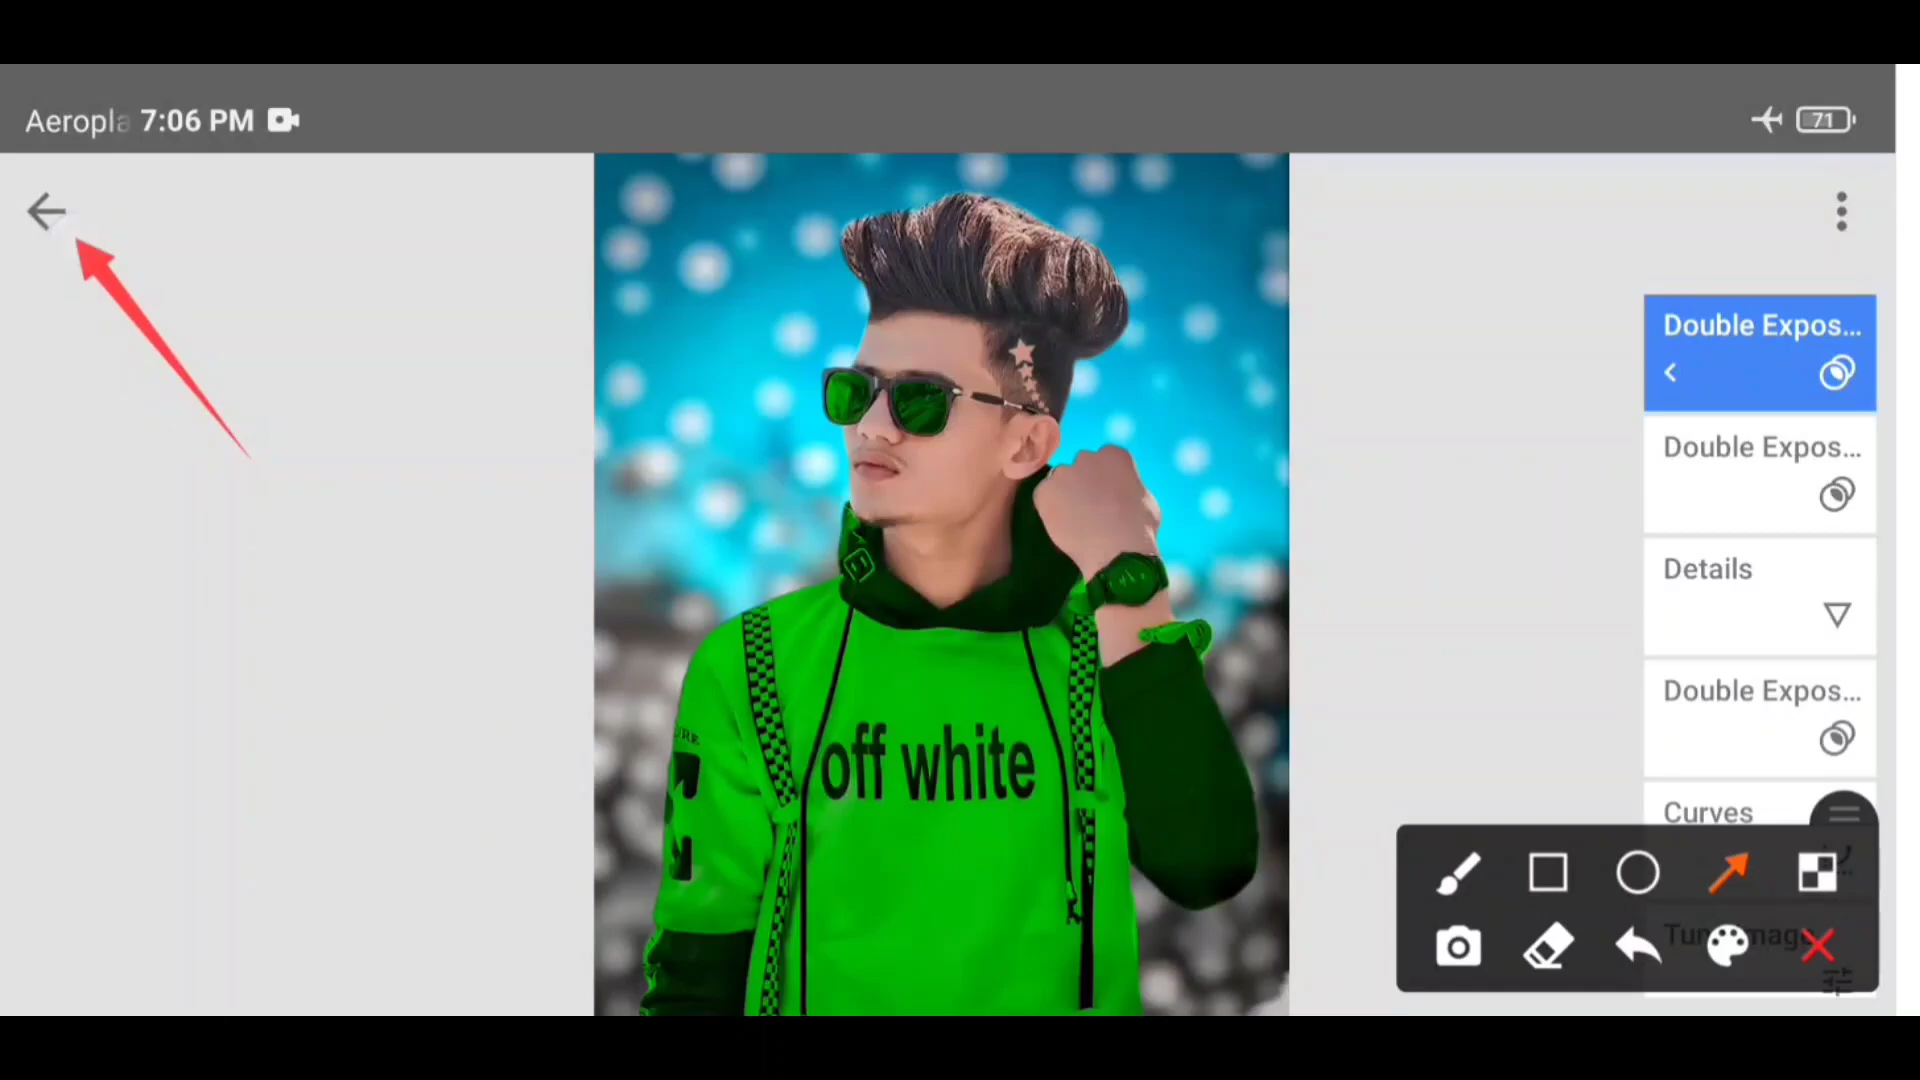 Aeropla 7:06 PM
71
Double Expos...
Double Expos...
Details
Double Expos...
Curves
off white